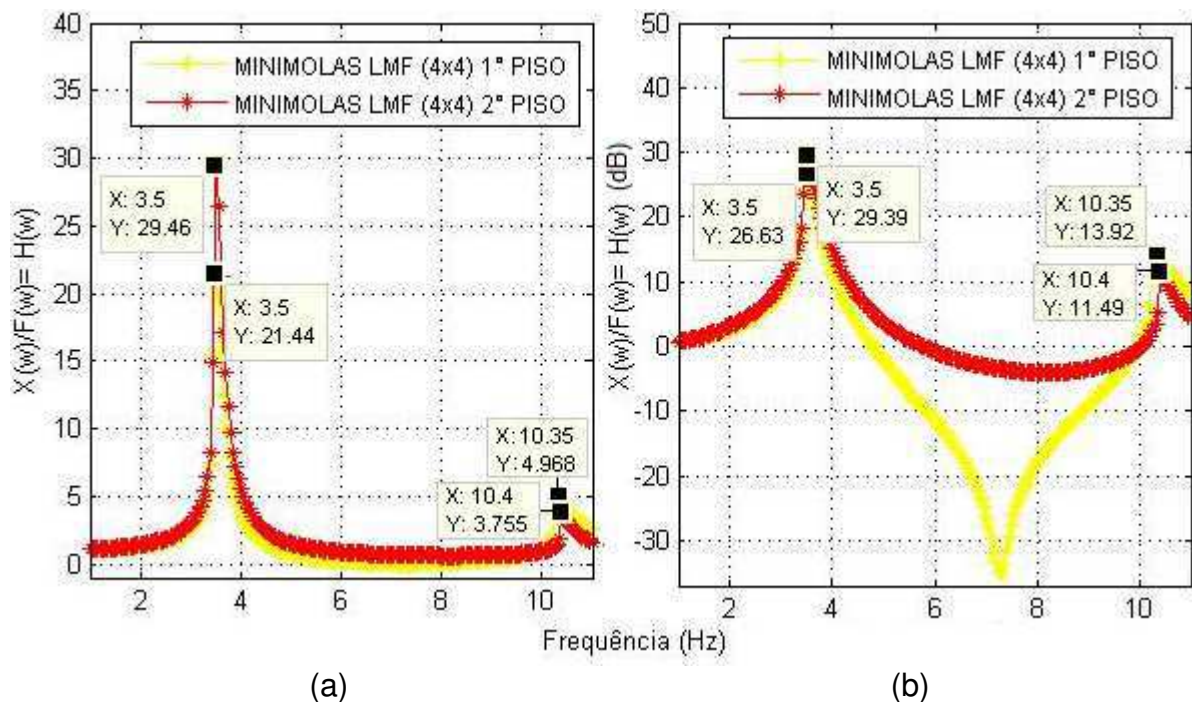 40
35
30
25
20
15
10
5
0
X(w)/F(w)= H(w)
MINIMOLAS LMF (4x4) 1° PISO
MINIMOLAS LMF (4x4) 2° PISO
X: 3.5
Y: 29.46
X: 3.5
Y: 21.44
X: 10.35
Y: 4.968
X: 10.4
Y: 3.755
2
4
6
8
10
50
40
30
20
10
0
-10
-20
-30
X(w)/F(w)= H(w) (dB)
MINIMOLAS LMF (4x4) 1° PISO
MINIMOLAS LMF (4x4) 2° PISO
X: 3.5
Y: 26.63
X: 3.5
Y: 29.39
X: 10.35
Y: 13.92
X: 10.4
Y: 11.49
2
4
6
8
10
Frequência (Hz)
(a)
(b)